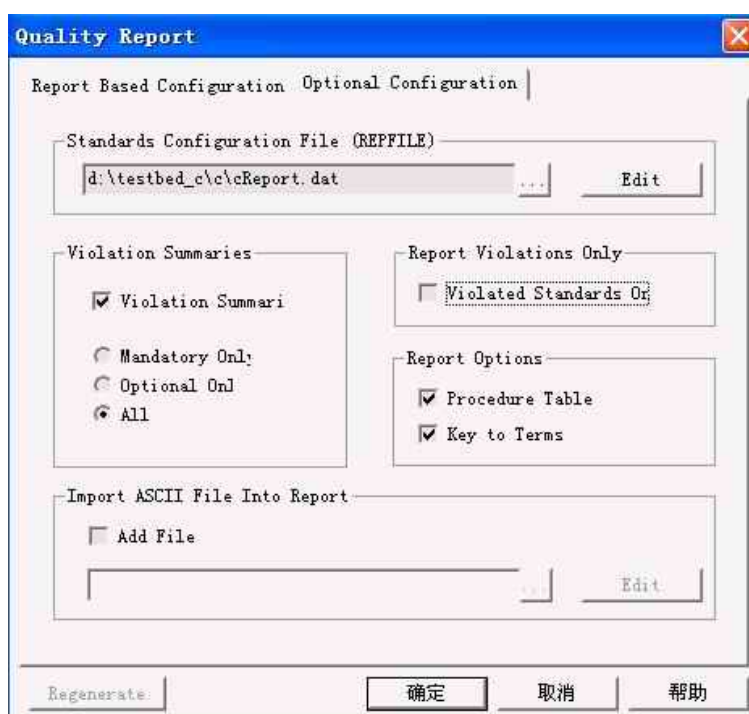 Quality Report
Report Based Configuration Optional Configuration
Standards Configuration File (REPFILE)
d:\testbed_c\c\cReport.dat
... Edit
Violation Summaries
Violation Summari
Mandatory Only
Optional Onl
All
Report Violations Only
Violated Standards Or
Report Options
Procedure Table
Key to Terms
Import ASCII File Into Report
Add File
... Edit
Regenerate 确定 取消 帮助